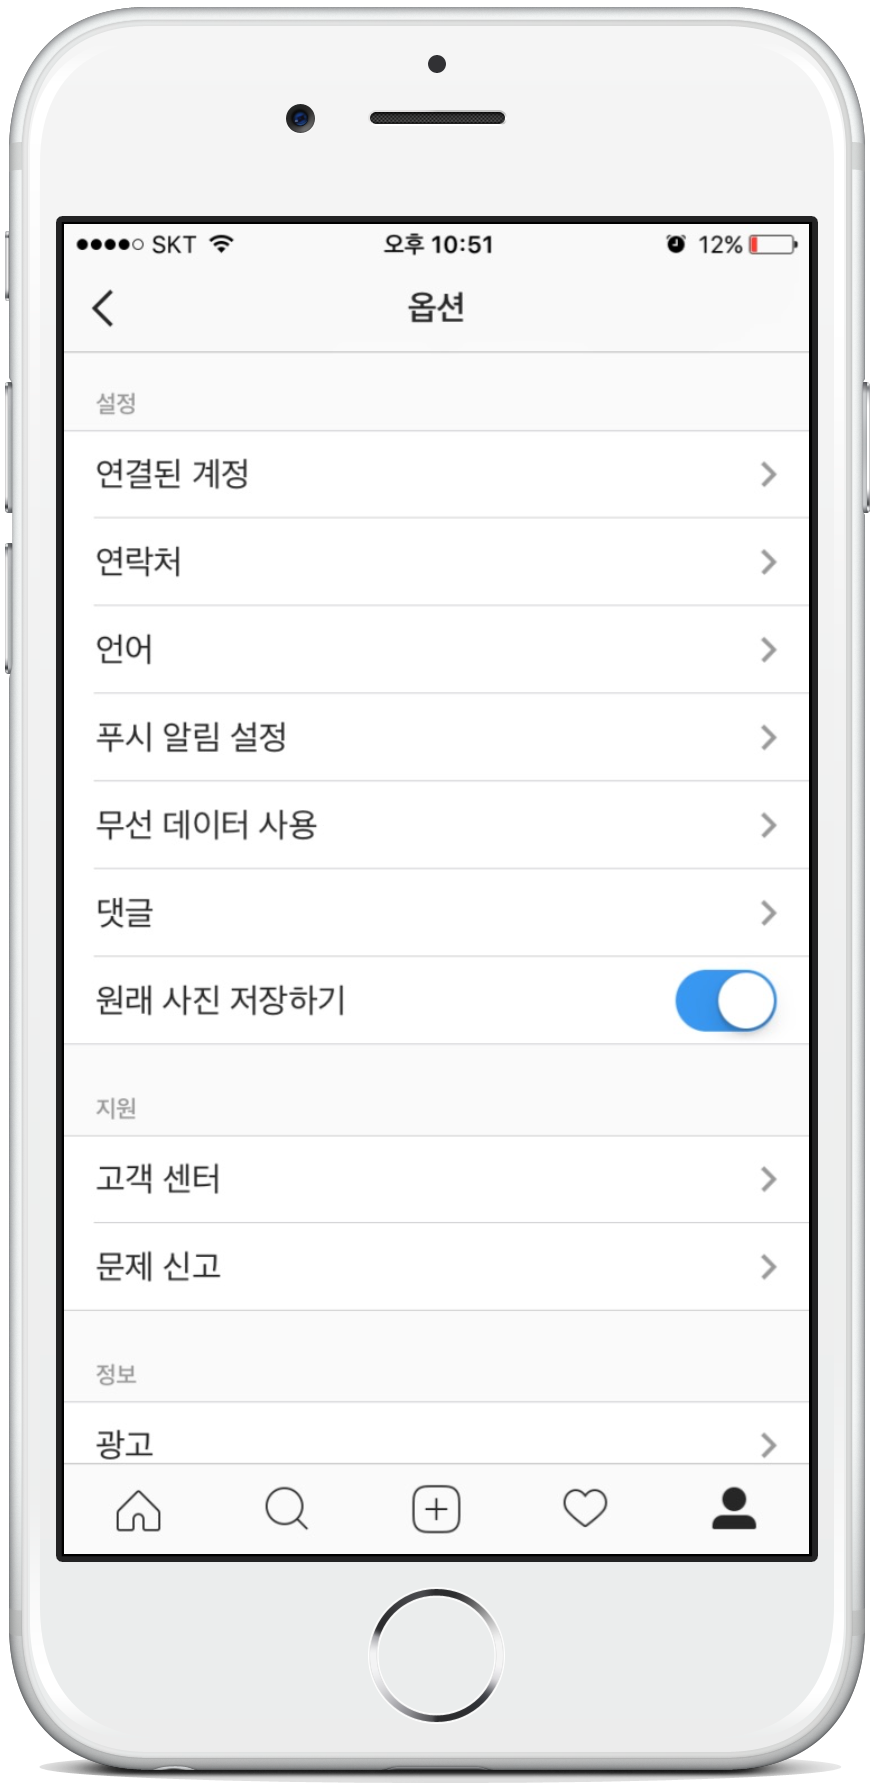 SKT 오후 10:51 12%
옵션
설정
연결된 계정
연락처
언어
푸시 알림 설정
무선 데이터 사용
댓글
원래 사진 저장하기
지원
고객 센터
문제 신고
정보
광고